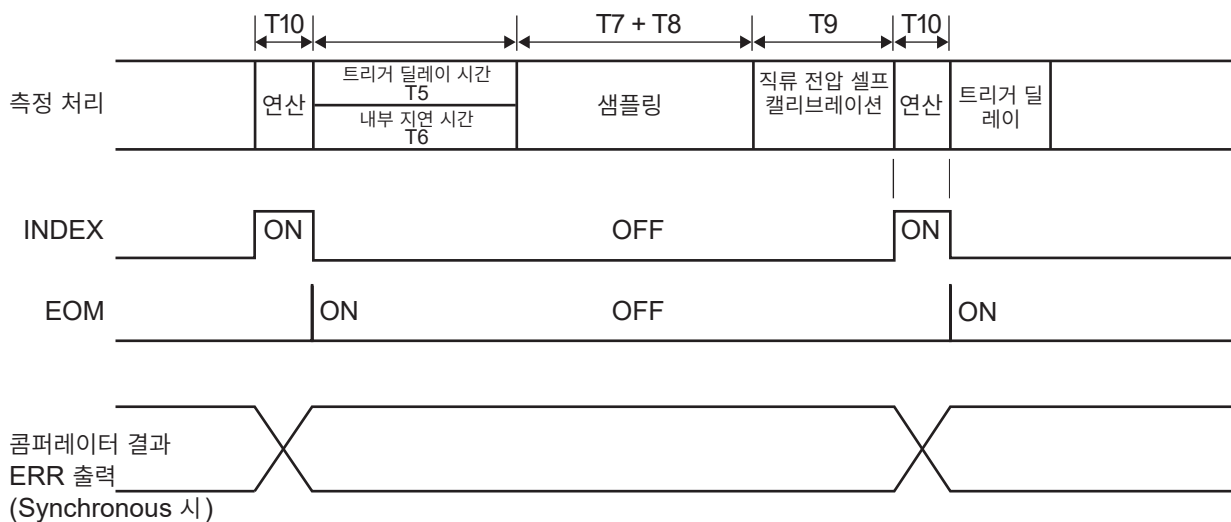 T10
T7 + T8
T9
T10
측정 처리
연산
트리거 딜레이 시간
T5
내부 지연 시간
T6
샘플링
직류 전압 셀프
캘리브레이션
연산
트리거 딜
레이
INDEX
ON
OFF
ON
EOM
ON
OFF
ON
콤퍼레이터 결과
ERR 출력
(Synchronous 시)